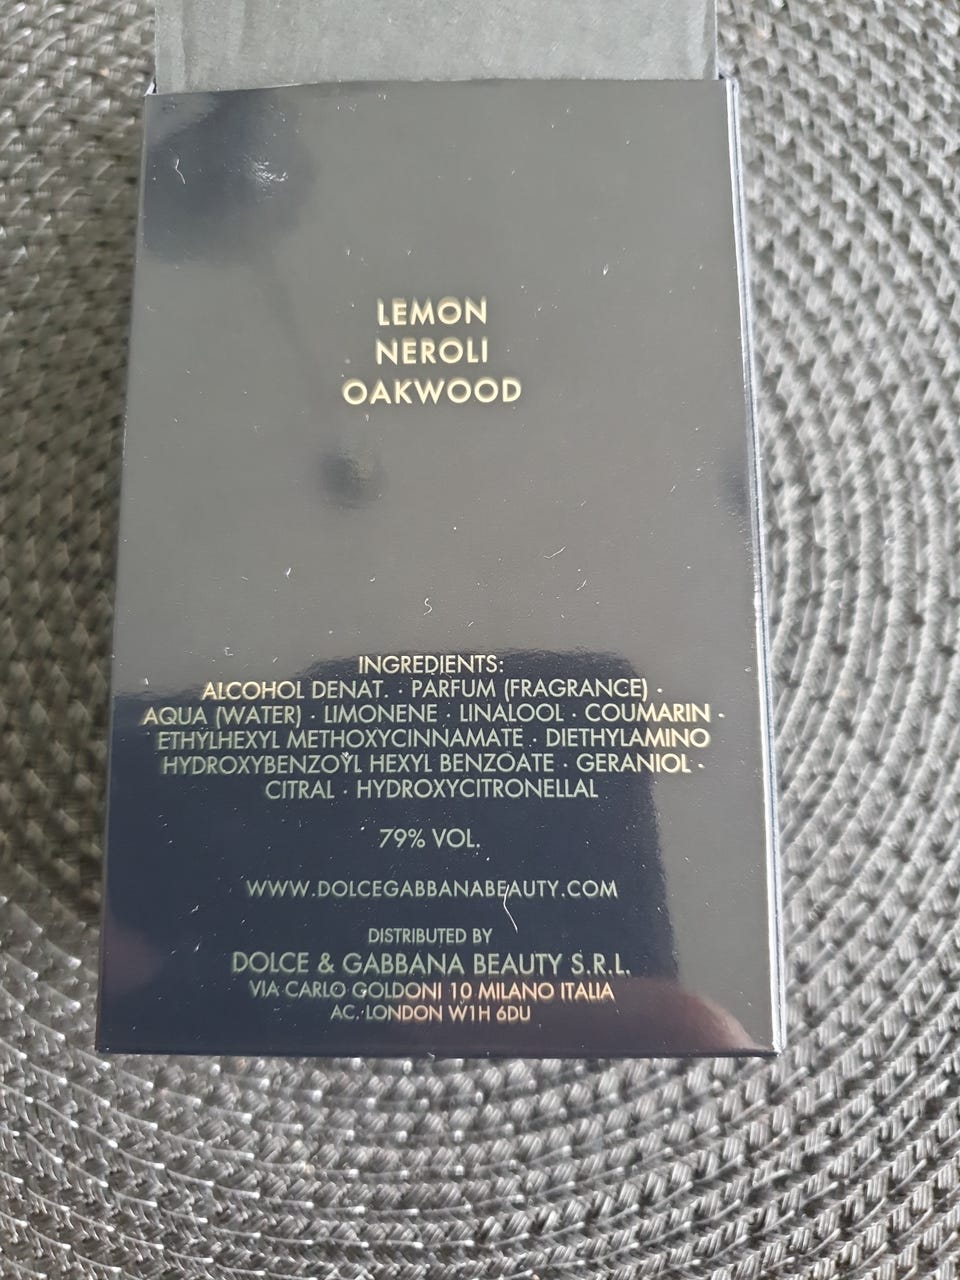 LEMON
NEROLI
OAKWOOD
INGREDIENTS:
ALCOHOL DENAT. · PARFUM (FRAGRANCE) ·
AQUA (WATER) · LIMONENE · LINALOOL · COUMARIN ·
ETHYLHEXYL METHOXYCINNAMATE · DIETHYLAMINO
HYDROXYBENZOYL HEXYL BENZOATE · GERANIOL ·
CITRAL · HYDROXYCITRONELLAL
79% VOL.
WWW.DOLCEGABBANABEAUTY.COM
DISTRIBUTED BY
DOLCE & GABBANA BEAUTY S.R.L.
VIA CARLO GOLDONI 10 MILANO ITALIA
AC. LONDON W1H 6DU